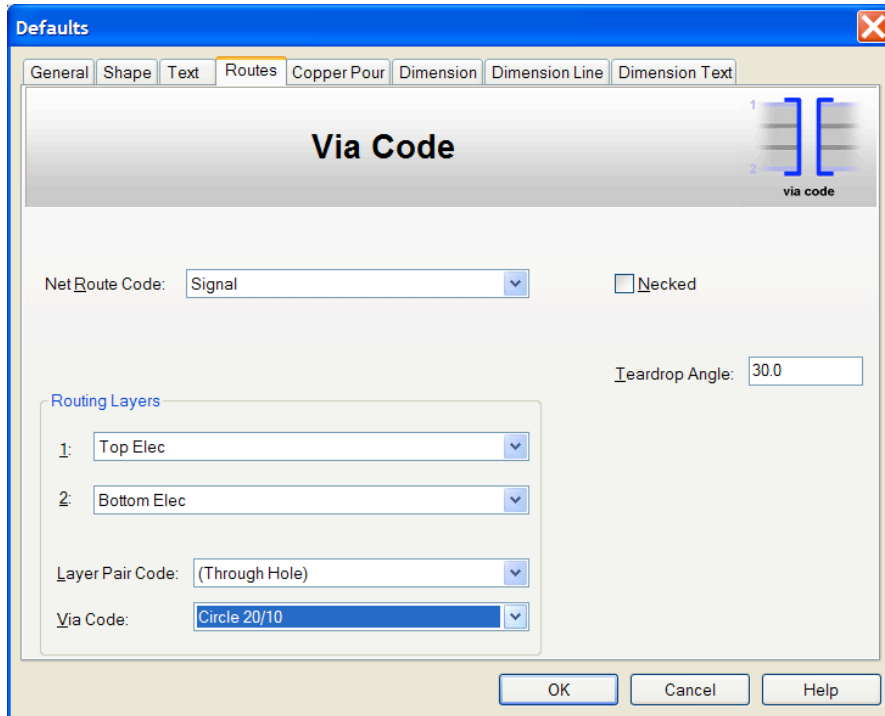 Defaults
General Shape Text Routes Copper Pour Dimension Dimension Line Dimension Text
Via Code
1
2
via code
Net Route Code: Signal Necked
Teardrop Angle: 30.0
Routing Layers
1: Top Elec
2: Bottom Elec
Layer Pair Code: (Through Hole)
Via Code: Circle 20/10
OK Cancel Help